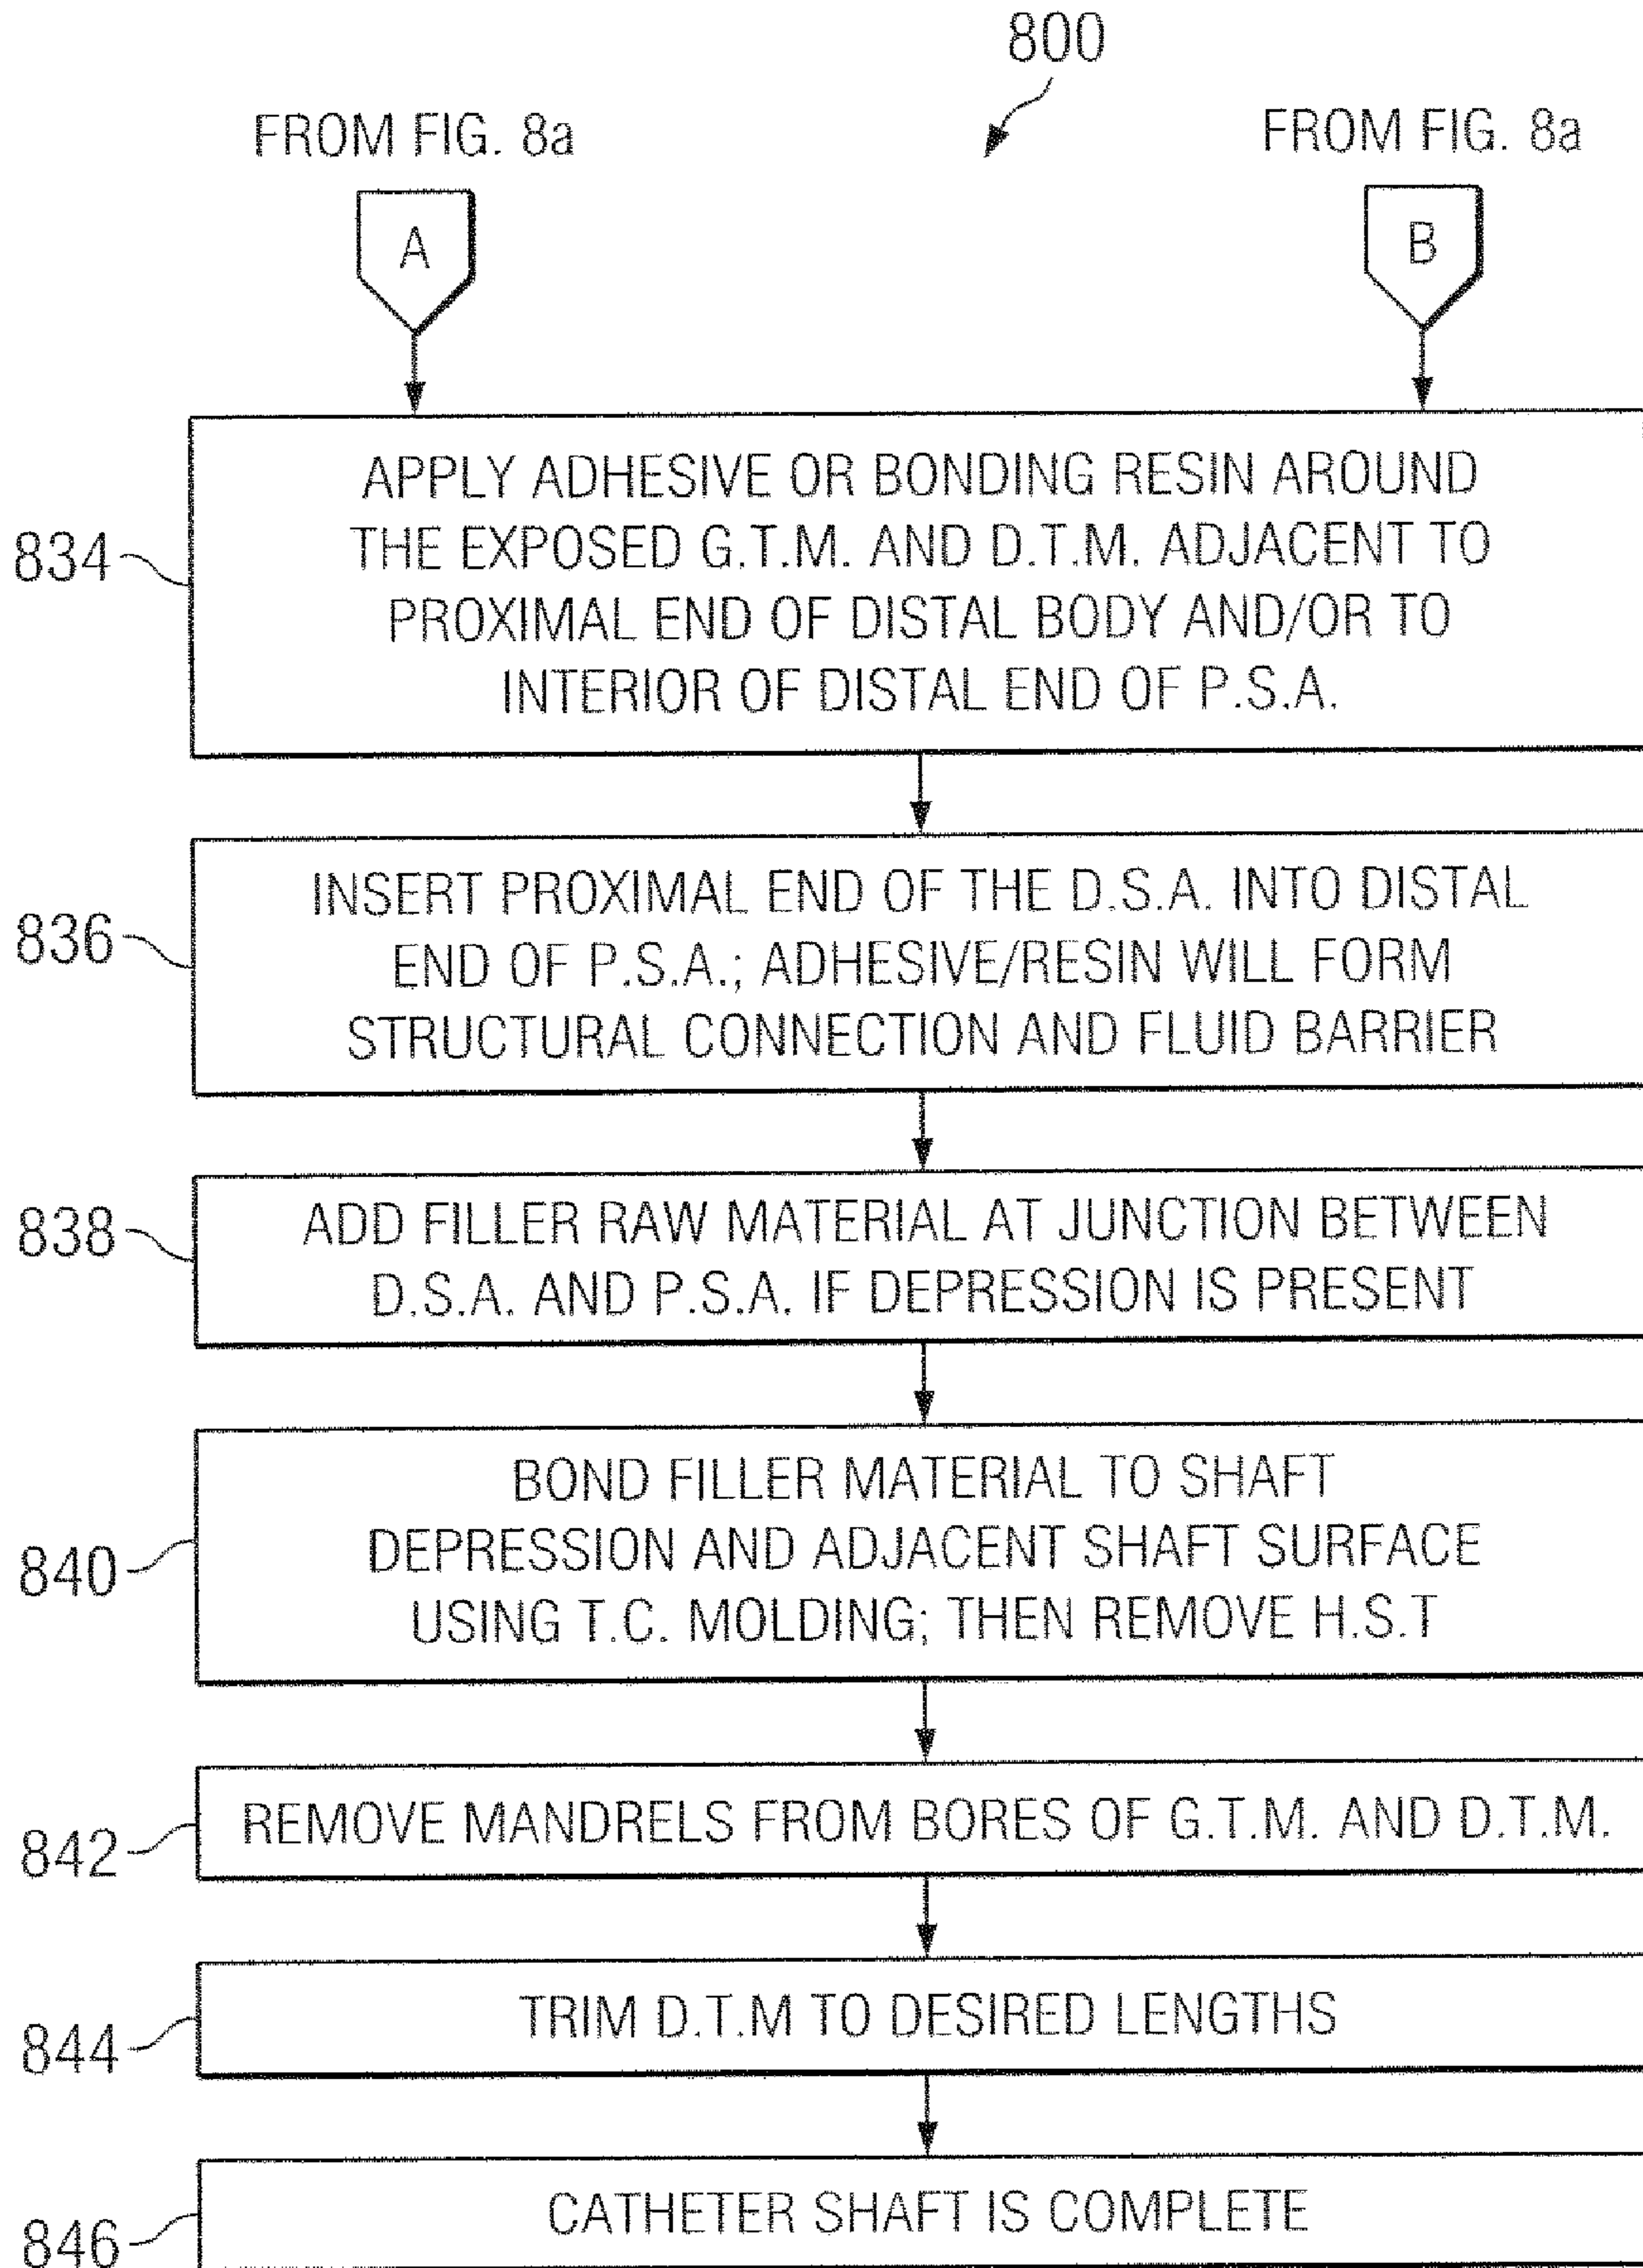 800
FROM FIG. 8a
FROM FIG. 8a
A
B
834
APPLY ADHESIVE OR BONDING RESIN AROUND
THE EXPOSED G.T.M. AND D.T.M. ADJACENT TO
PROXIMAL END OF DISTAL BODY AND/OR TO
INTERIOR OF DISTAL END OF P.S.A.
836
INSERT PROXIMAL END OF THE D.S.A. INTO DISTAL
END OF P.S.A.; ADHESIVE/RESIN WILL FORM
STRUCTURAL CONNECTION AND FLUID BARRIER
838
ADD FILLER RAW MATERIAL AT JUNCTION BETWEEN
D.S.A. AND P.S.A. IF DEPRESSION IS PRESENT
840
BOND FILLER MATERIAL TO SHAFT
DEPRESSION AND ADJACENT SHAFT SURFACE
USING T.C. MOLDING; THEN REMOVE H.S.T
842
REMOVE MANDRELS FROM BORES OF G.T.M. AND D.T.M.
844
TRIM D.T.M TO DESIRED LENGTHS
846
CATHETER SHAFT IS COMPLETE